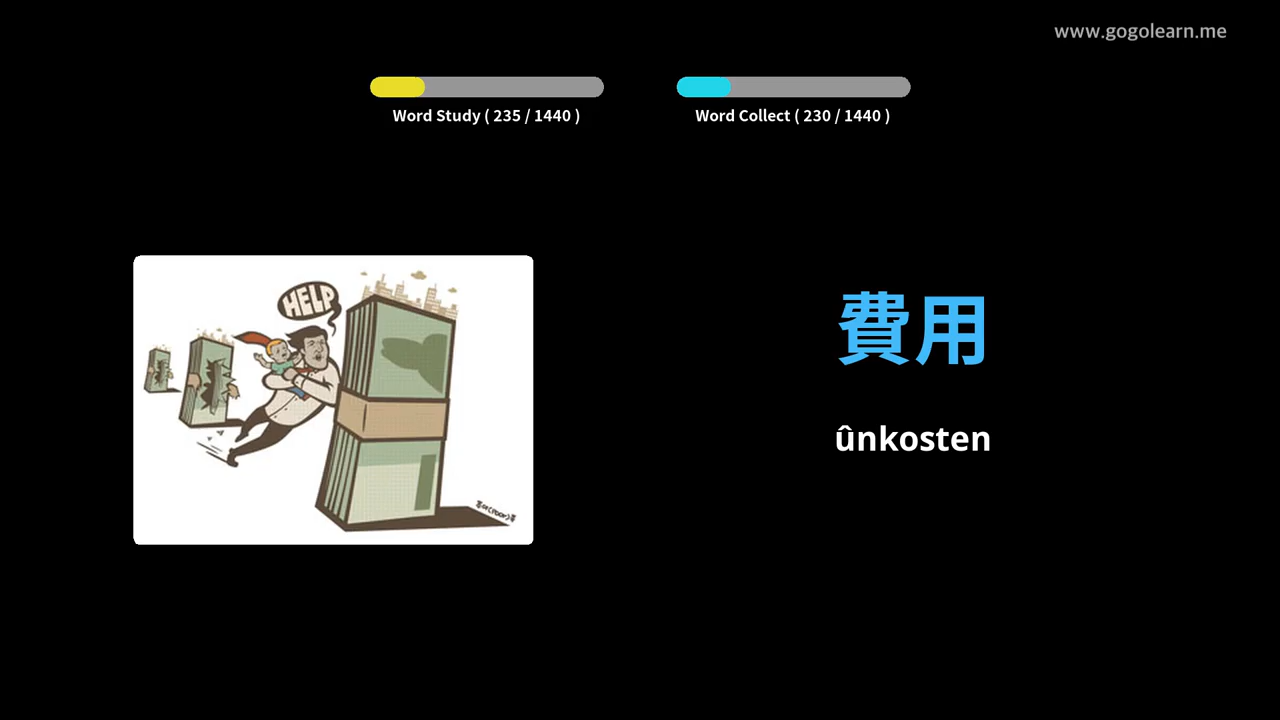 www.gogolearn.me
Word Study ( 235 / 1440 )
Word Collect ( 230 / 1440 )
HELP
費用
ûnkosten